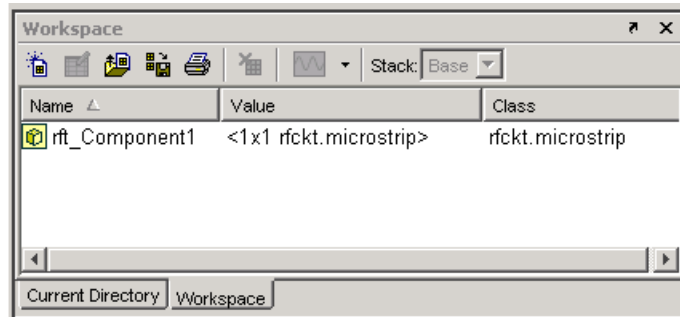 Workspace
Stack: Base
Name Value Class
rft_Component1 <1x1 rfckt.microstrip> rfckt.microstrip
Current Directory Workspace